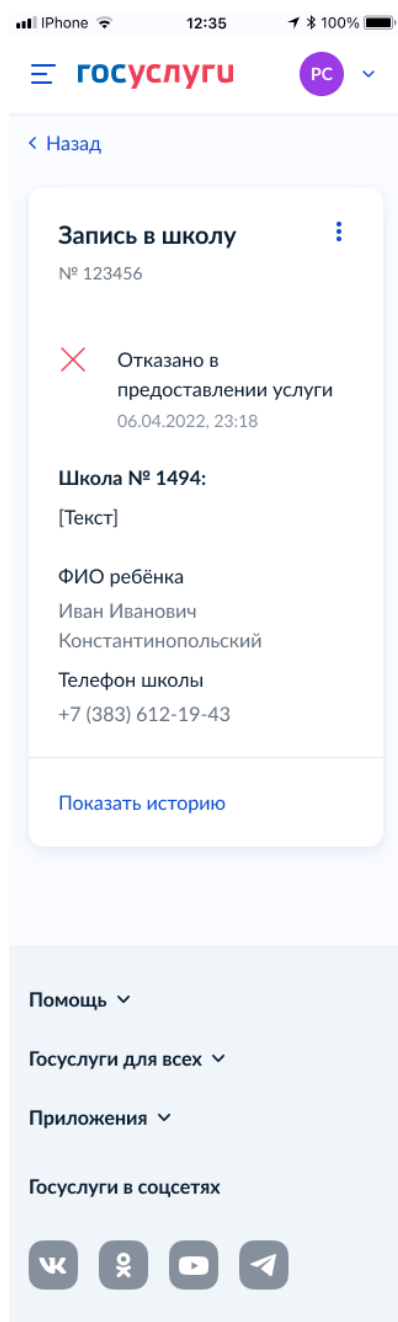 IPhone 12:35 100%
госуслуги РС
Назад
Запись в школу
№ 123456
Отказано в
предоставлении услуги
06.04.2022, 23:18
Школа № 1494:
[Текст]
ФИО ребёнка
Иван Иванович
Константинопольский
Телефон школы
+7 (383) 612-19-43
Показать историю
Помощь
Госуслуги для всех
Приложения
Госуслуги в соцсетях